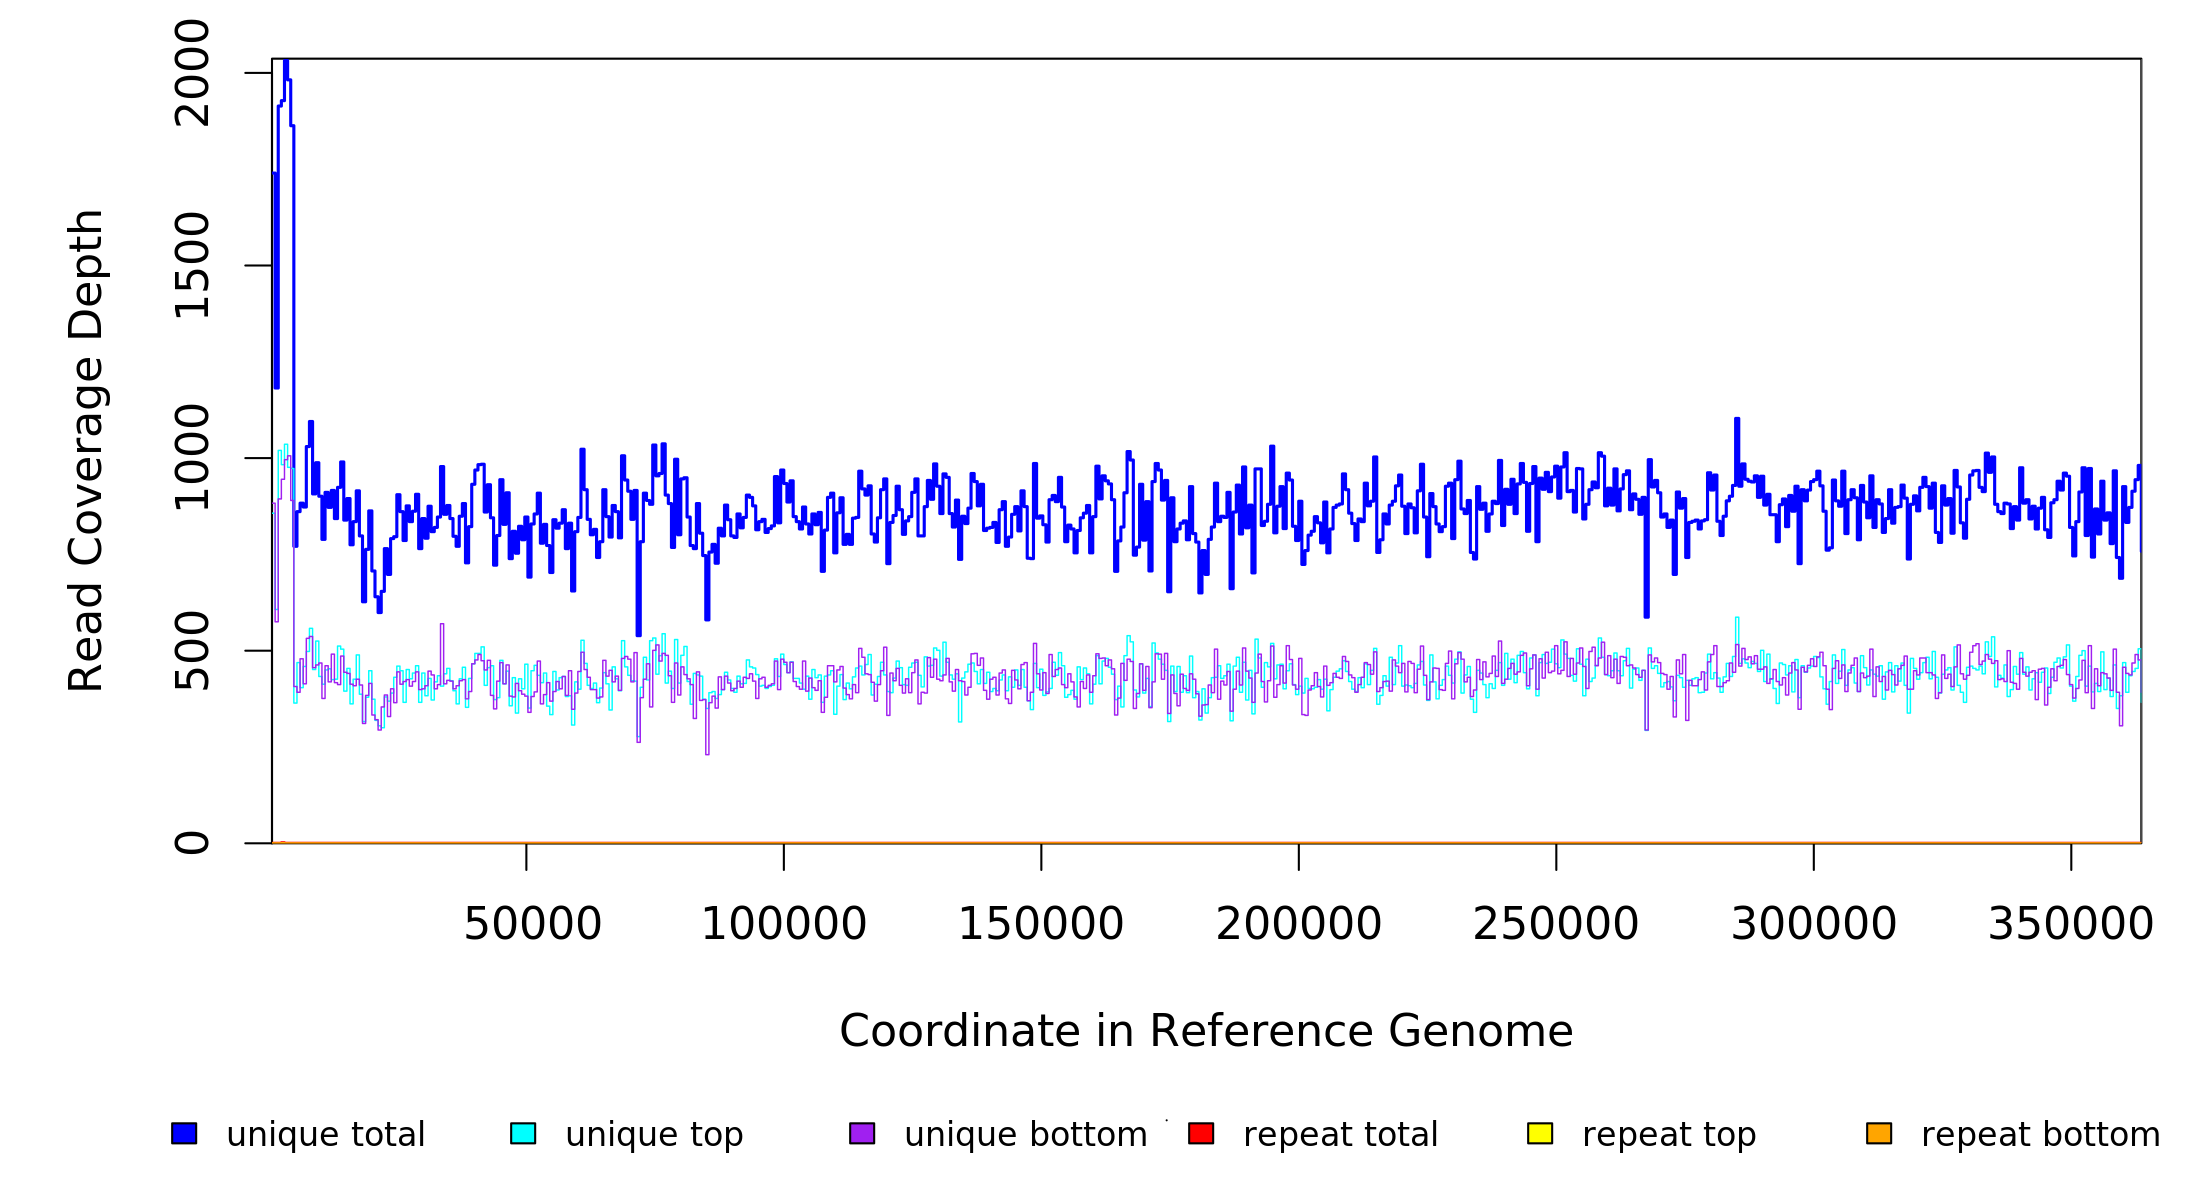 Read Coverage Depth
2000
1500
1000
500
0
50000 100000 150000 200000 250000 300000 350000
Coordinate in Reference Genome
unique total unique top unique bottom repeat total repeat top repeat bottom